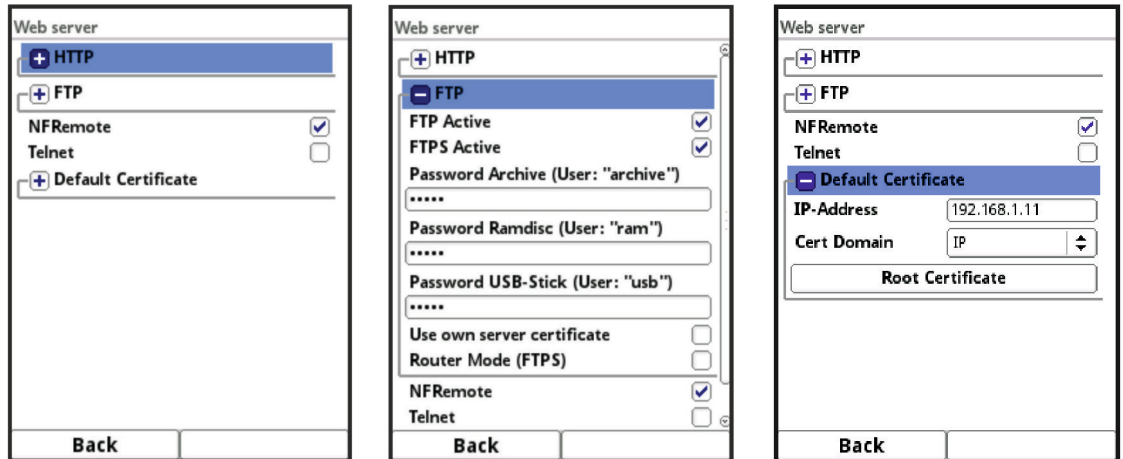 Web server
HTTP
FTP
NFRemote
Telnet
Default Certificate
Back
Web server
HTTP
FTP
FTP Active
FTPS Active
Password Archive (User: "archive")
•••••
Password Ramdisc (User: "ram")
•••••
Password USB-Stick (User: "usb")
•••••
Use own server certificate
Router Mode (FTPS)
NFRemote
Telnet
Back
Web server
HTTP
FTP
NFRemote
Telnet
Default Certificate
IP-Address 192.168.1.11
Cert Domain IP
Root Certificate
Back